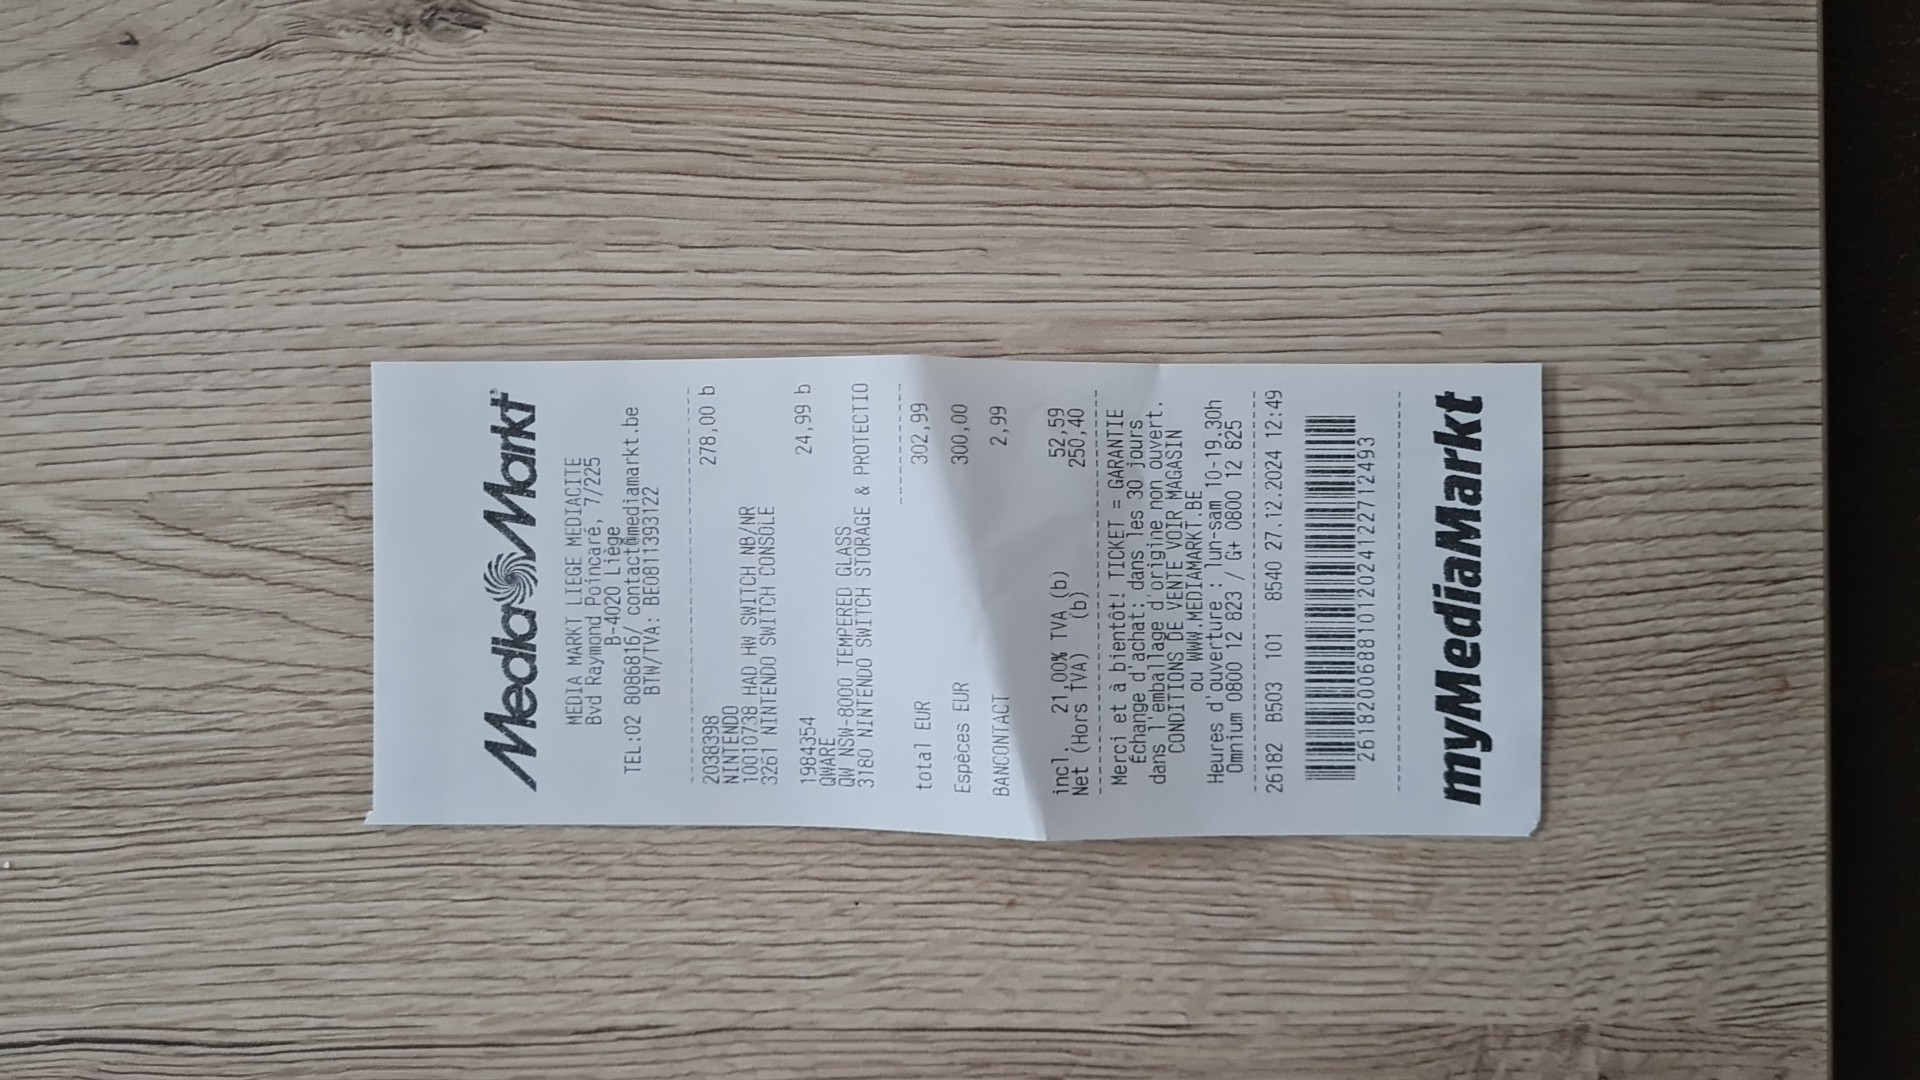 MediaMarkt
MEDIA MARKT LIEGE MEDIACITE
Bvd Raymond Poincaré, 7/225
B-4020 Liège
TEL:02 8086816/ contact@mediamarkt.be
BTW/TVA: BE0811393122
2038398 278,00 b
NINTENDO
10010738 HAD HW SWITCH NB/NR
3261 NINTENDO SWITCH CONSOLE
1984354 24,99 b
QWARE
QW NSW-8000 TEMPERED GLASS
3180 NINTENDO SWITCH STORAGE & PROTECTIO
total EUR 302,99
Espèces EUR 300,00
BANCONTACT 2,99
incl. 21,00% TVA (b) 52,59
Net (Hors TVA) (b) 250,40
Merci et à bientôt! TICKET = GARANTIE
Échange d'achat: dans les 30 jours
dans l'emballage d'origine non ouvert.
CONDITIONS DE VENTE VOIR MAGASIN
ou WWW.MEDIAMARKT.BE
Heures d'ouverture : lun-sam 10-19.30h
Omnium 0800 12 823 / G+ 0800 12 825
26182 B503 101 8540 27.12.2024 12:49
2618200688101202412271​2493
myMediaMarkt